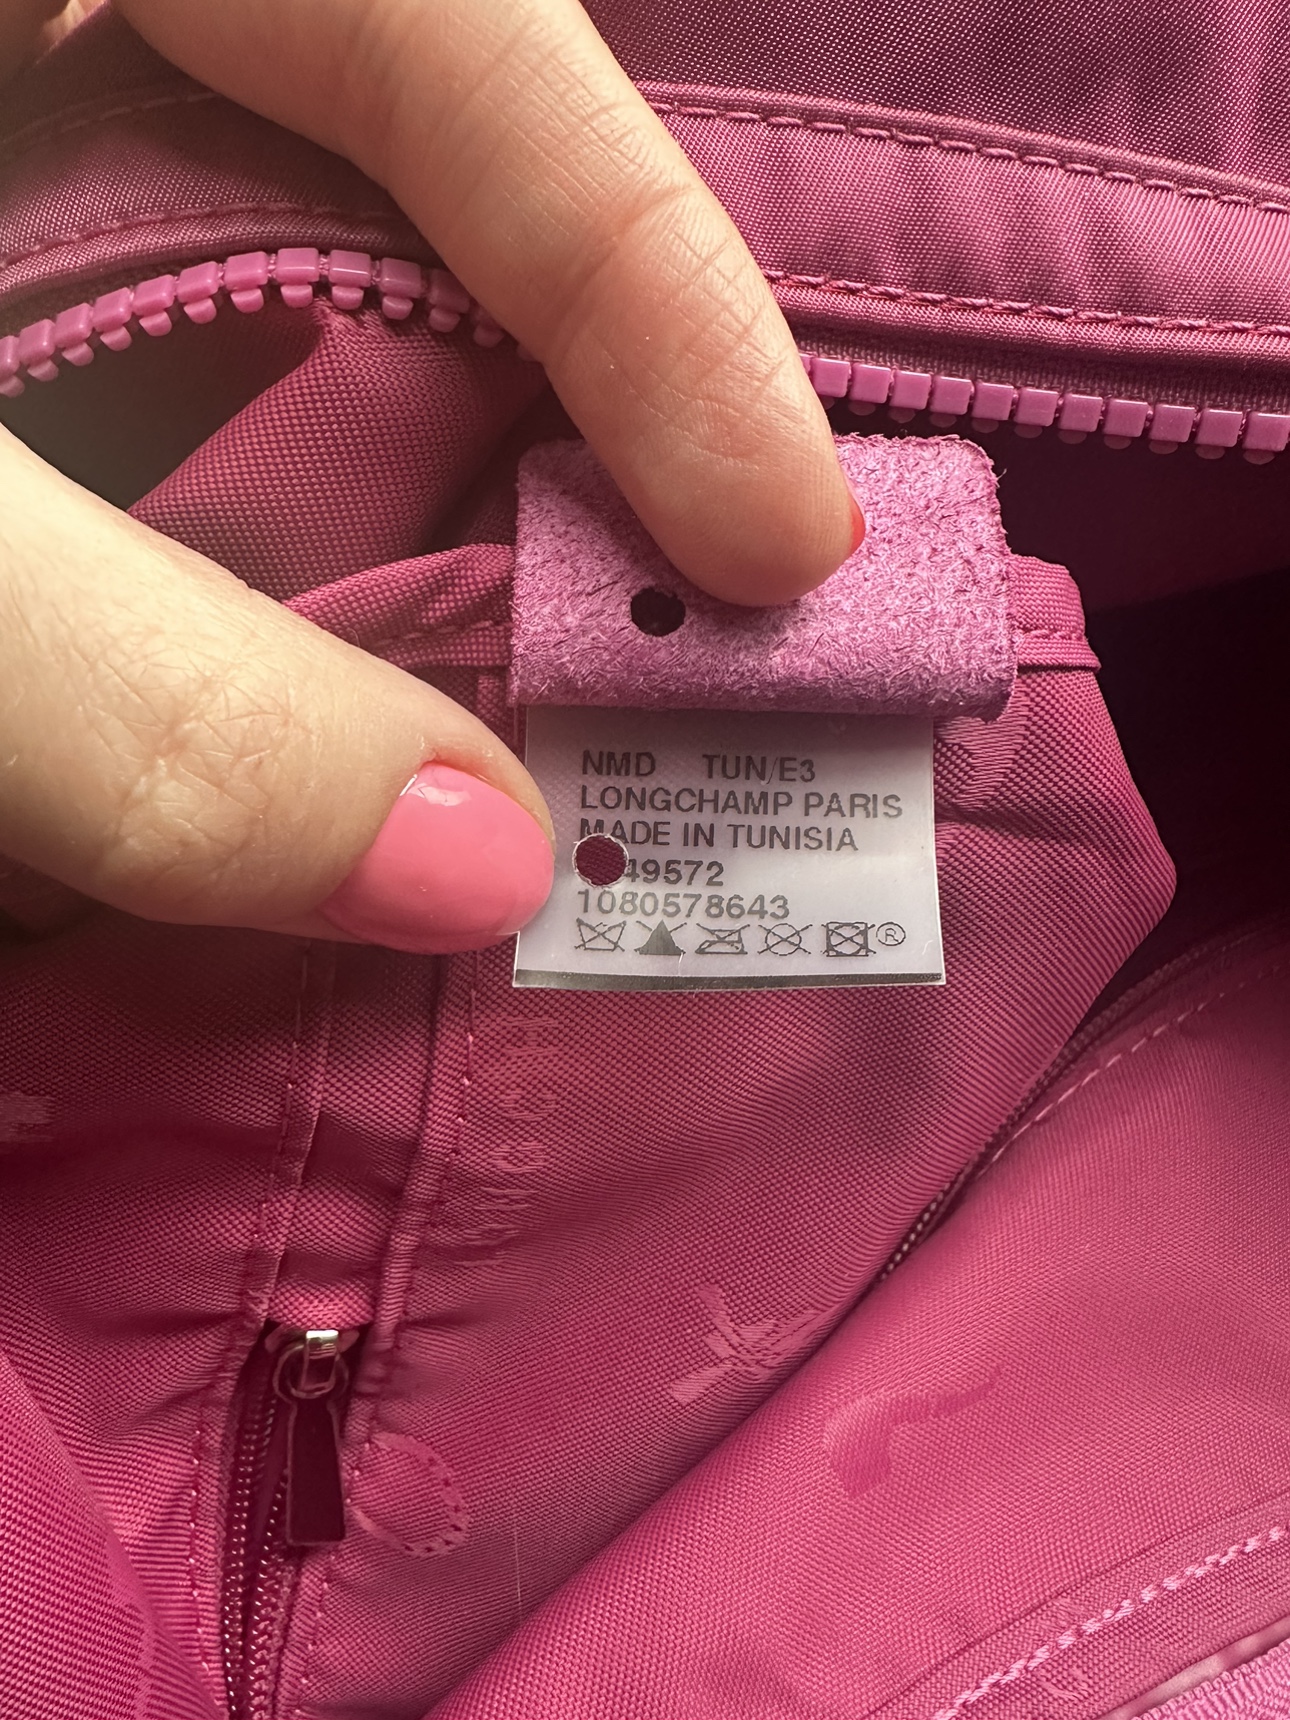 NMD TUN/E3
LONGCHAMP PARIS
MADE IN TUNISIA
49572
1080578643
®